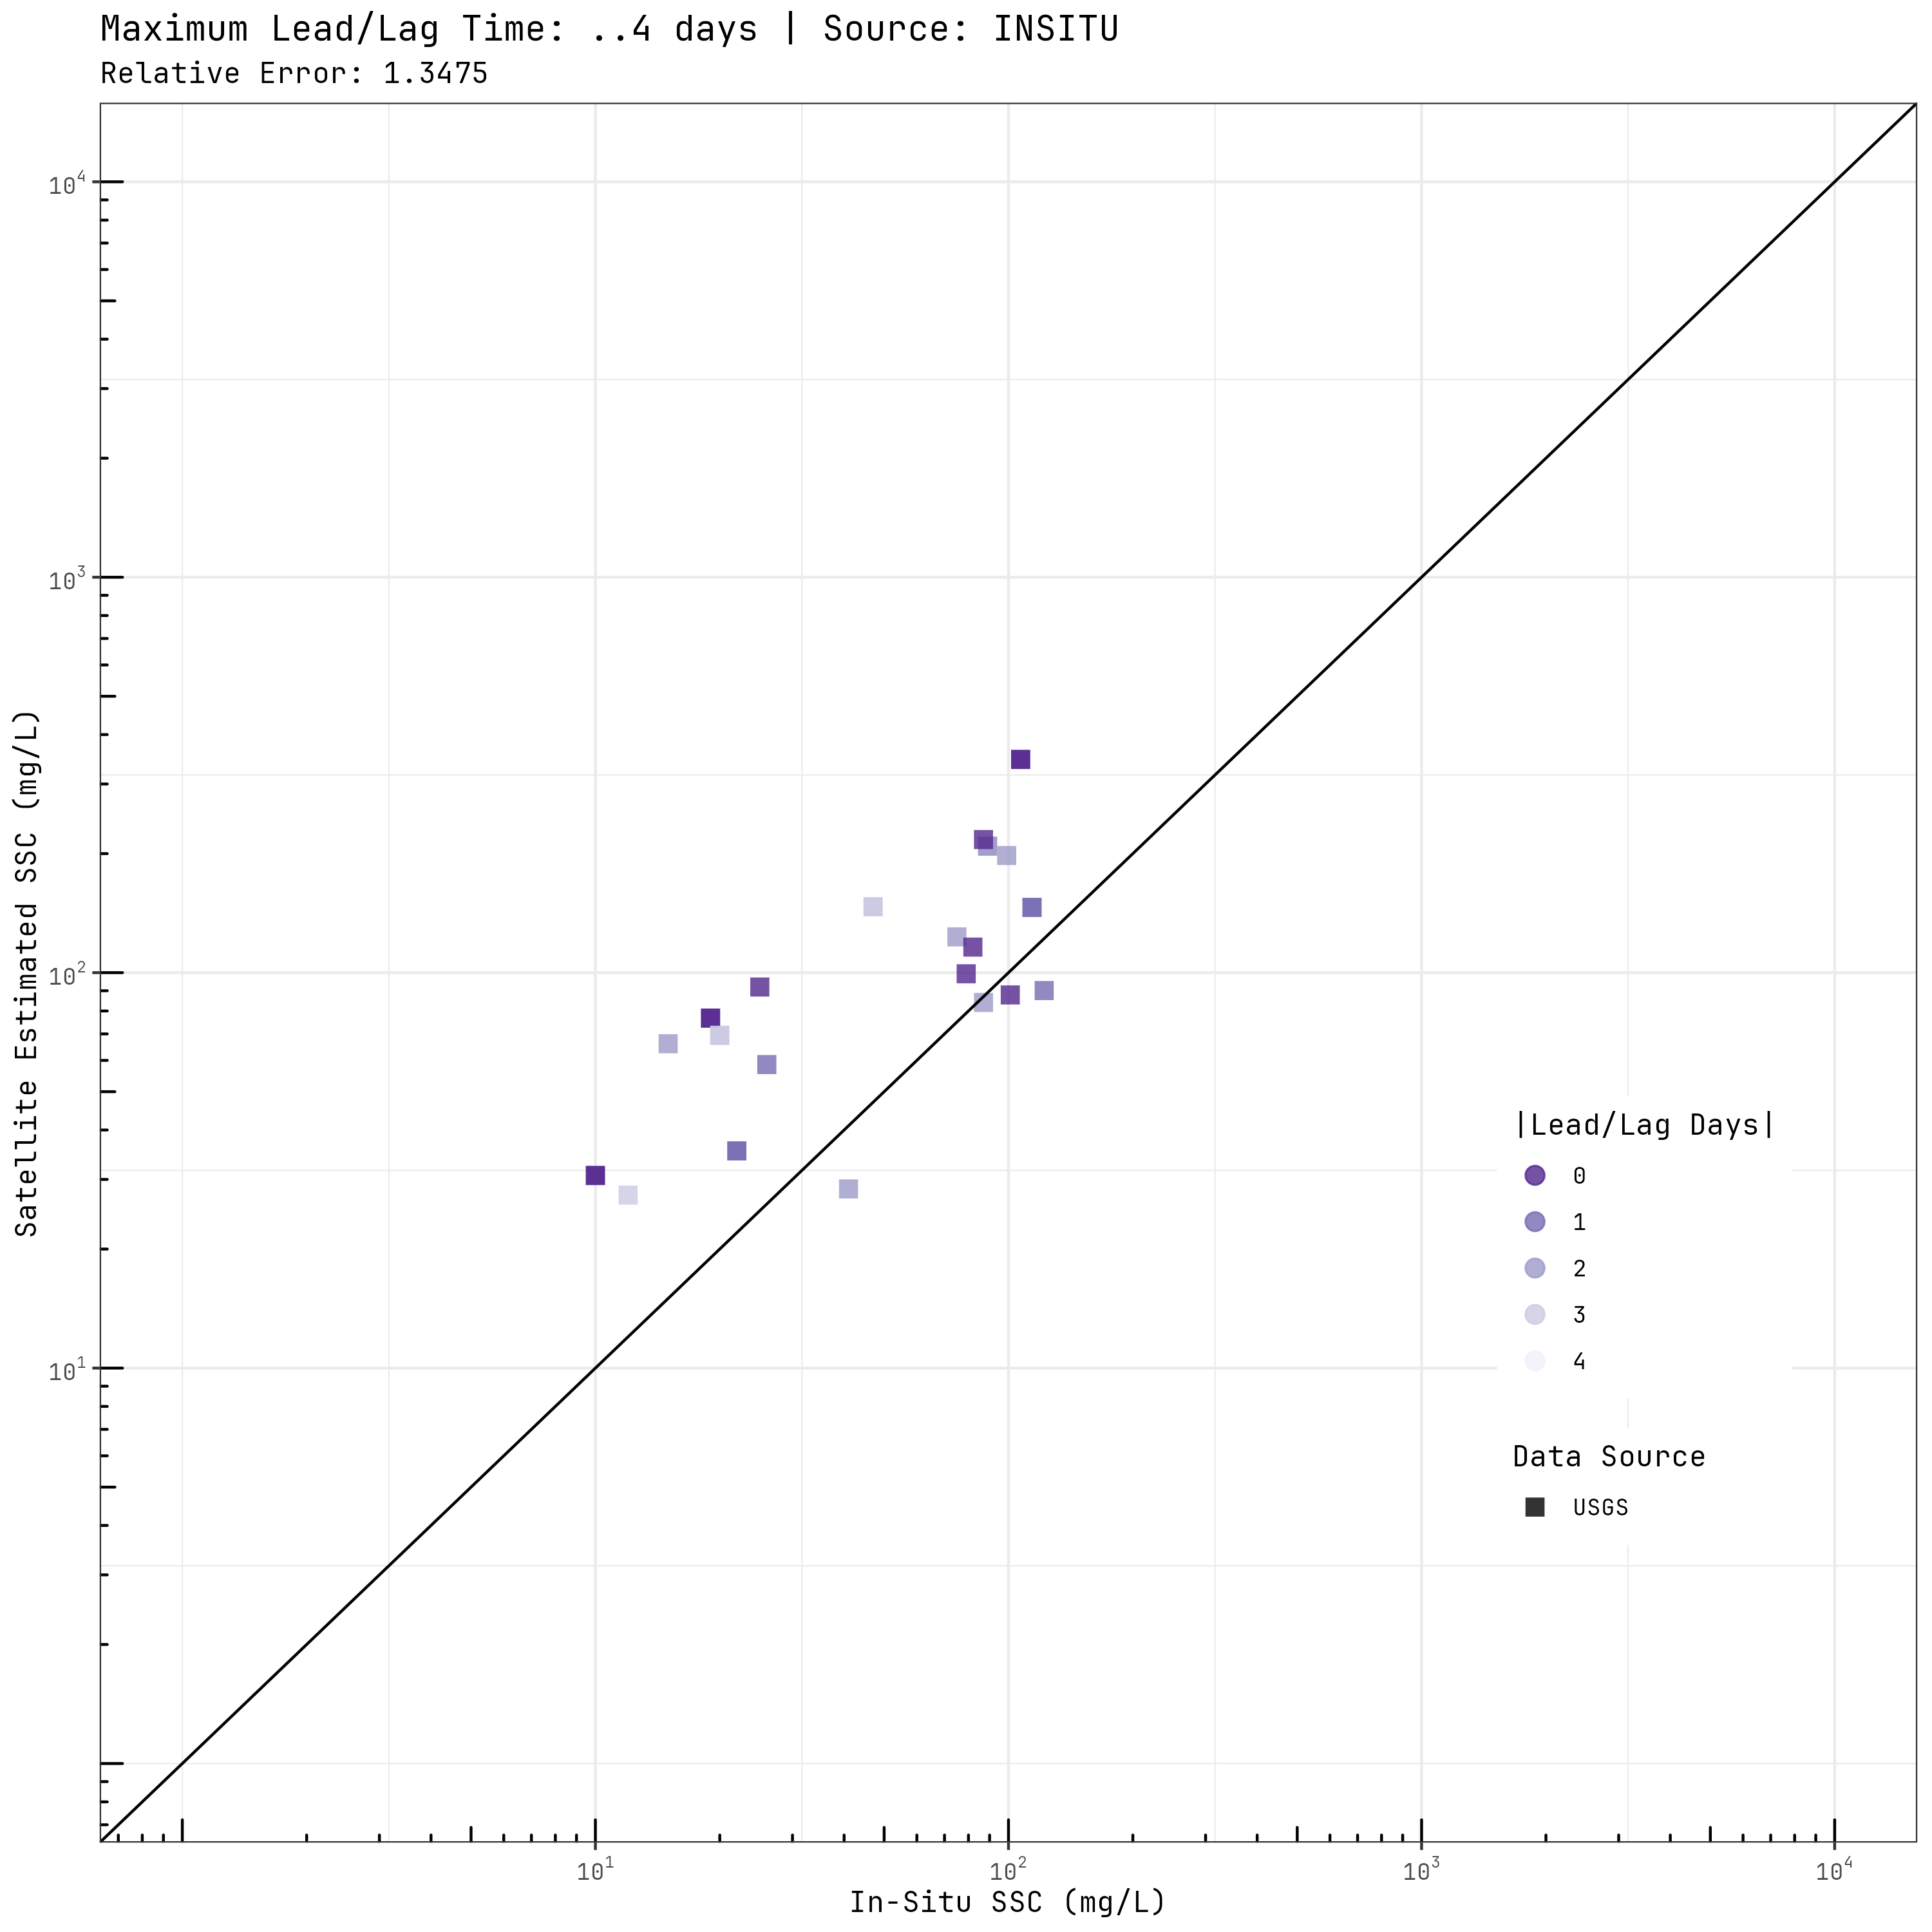 Maximum Lead/Lag Time: ..4 days | Source: INSITU
Relative Error: 1.3475
Satellite Estimated SSC (mg/L)
10⁴
10³
10²
10¹
|Lead/Lag Days|
0
1
2
3
4
Data Source
USGS
10¹ 10² 10³ 10⁴
In-Situ SSC (mg/L)